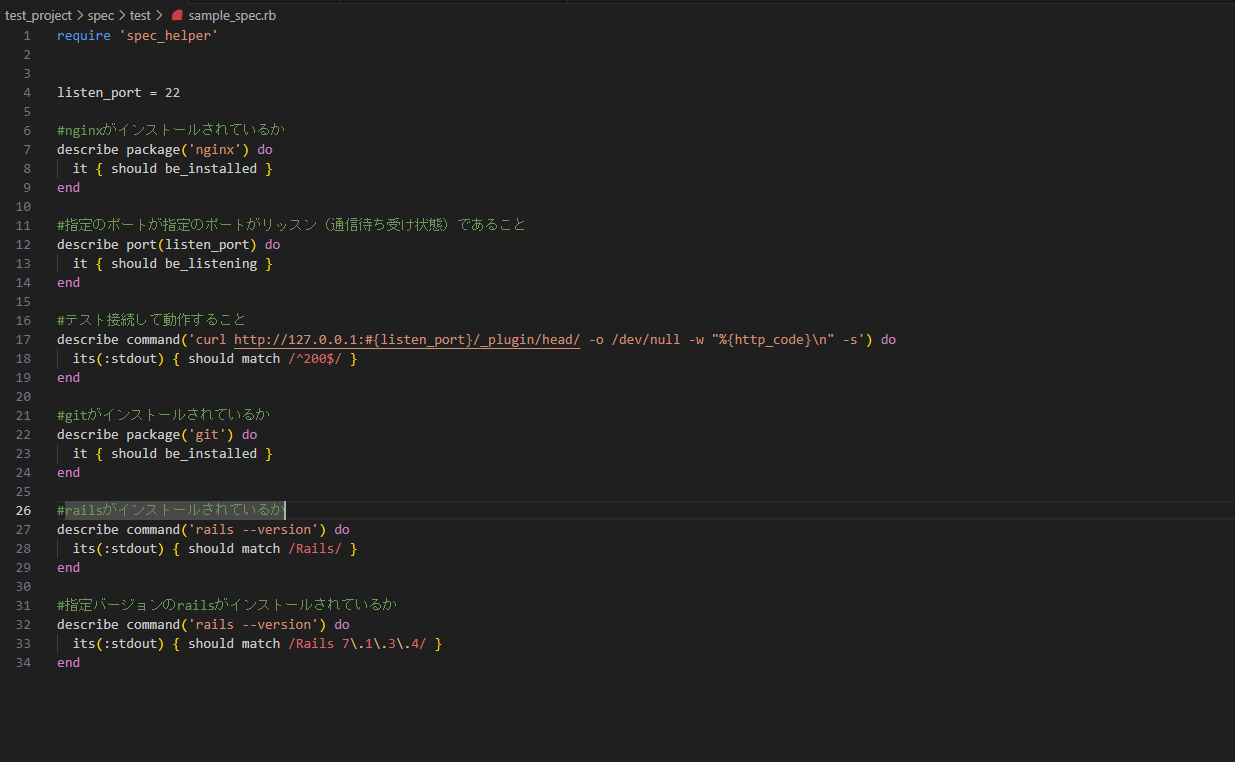 test_project > spec > test > sample_spec.rb
1 require 'spec_helper'
2
3
4 listen_port = 22
5
6 #nginxがインストールされているか
7 describe package('nginx') do
8 it { should be_installed }
9 end
10
11 #指定のポートが指定のポートがリッスン（通信待ち受け状態）であること
12 describe port(listen_port) do
13 it { should be_listening }
14 end
15
16 #テスト接続して動作すること
17 describe command('curl http://127.0.0.1:#{listen_port}/_plugin/head/ -o /dev/null -w "%{http_code}\n" -s') do
18 its(:stdout) { should match /^200$/ }
19 end
20
21 #gitがインストールされているか
22 describe package('git') do
23 it { should be_installed }
24 end
25
26 #railsがインストールされているか
27 describe command('rails --version') do
28 its(:stdout) { should match /Rails/ }
29 end
30
31 #指定バージョンのrailsがインストールされているか
32 describe command('rails --version') do
33 its(:stdout) { should match /Rails 7\.1\.3\.4/ }
34 end